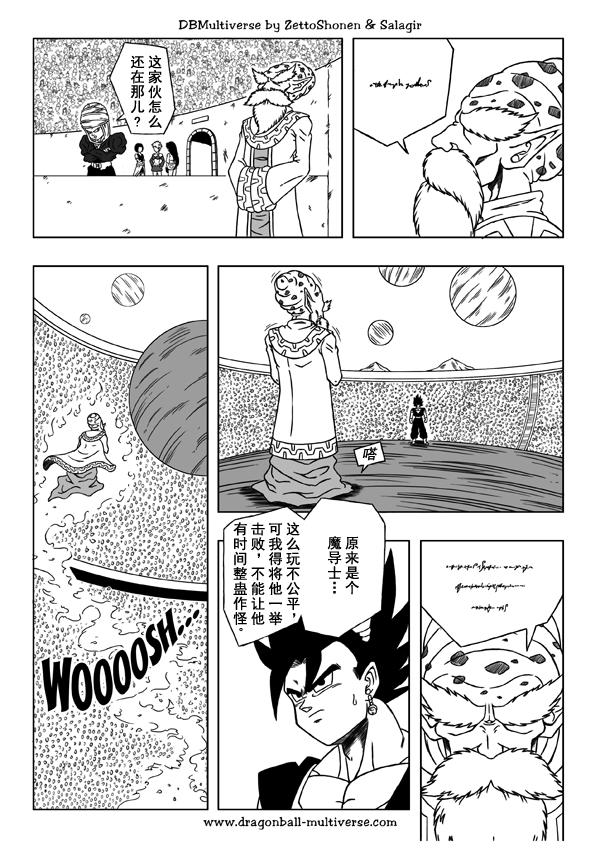 DBMultiverse by ZettoShonen & Salagir
这家伙怎么
还在那儿？
嗒
WOOOOSH...
原来是个
魔导士…
这么玩不公平，
可我得将他一举
击败，不能让他
有时间整蛊作怪。
www.dragonball-multiverse.com